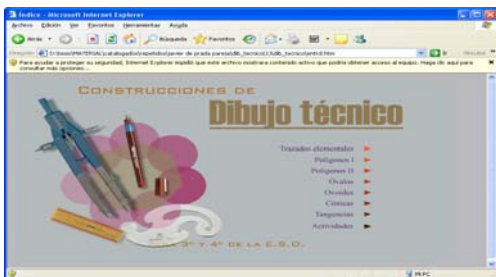 Indice - Microsoft Internet Explorer
Archivo Edición Ver Favoritos Herramientas Ayuda
Atrás Búsqueda Favoritos
Para ayudar a proteger su seguridad, Internet Explorer impidió que este archivo mostrara contenido activo que podría obtener acceso al equipo. Haga clic aquí para
consultar más opciones...
CONSTRUCCIONES DE
Dibujo técnico
Trazados elementales
Polígonos I
Polígonos II
Óvalos
Ovoides
Cónicas
Tangencias
Actividades
3º Y 4º DE LA E.S.O.
Mi PC